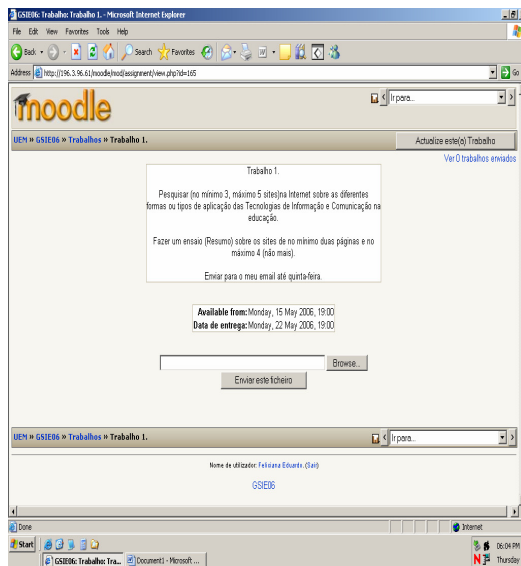 GSIE06: Trabalho: Trabalho 1. - Microsoft Internet Explorer
File Edit View Favorites Tools Help
Back Search Favorites
Address http://196.3.96.61/moodle/mod/assignment/view.php?id=165 Go
moodle
Ir para...
UEM » GSIE06 » Trabalhos » Trabalho 1.
Actualize este(a) Trabalho
Ver 0 trabalhos enviados
Trabalho 1.
Pesquisar (no mínimo 3, máximo 5 sites)na Internet sobre as diferentes
formas ou tipos de aplicação das Tecnologias de Informação e Comunicação na
educação.
Fazer um ensaio (Resumo) sobre os sites de no mínimo duas páginas e no
máximo 4 (não mais).
Enviar para o meu email até quinta-feira.
Available from: Monday, 15 May 2006, 19:00
Data de entrega: Monday, 22 May 2006, 19:00
Browse...
Enviar este ficheiro
UEM » GSIE06 » Trabalhos » Trabalho 1.
Ir para...
Nome de utilizador: Feliciana Eduardo. (Sair)
GSIE06
Done
Internet
Start
06:04 PM
GSIE06: Trabalho: Tra...
Document1 - Microsoft ...
Thursday